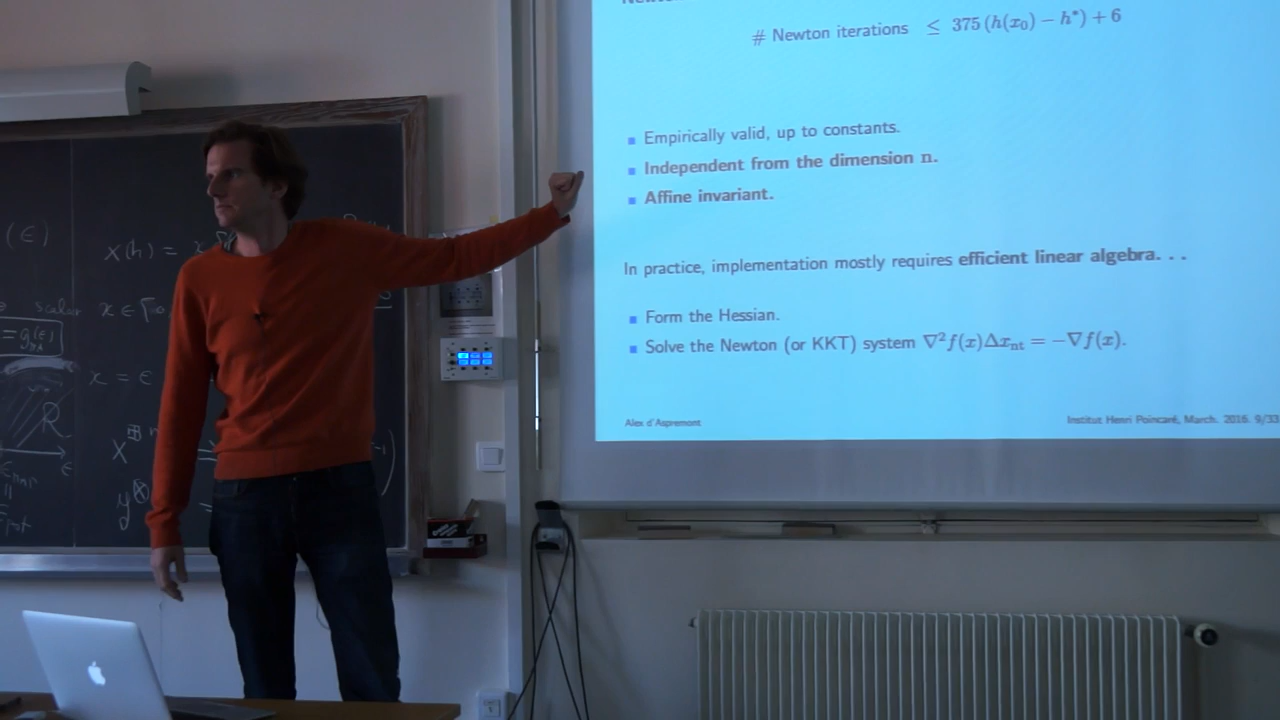 # Newton iterations ≤ 375 (h(x₀) − h*) + 6
Empirically valid, up to constants.
Independent from the dimension n.
Affine invariant.
In practice, implementation mostly requires efficient linear algebra. . .
Form the Hessian.
Solve the Newton (or KKT) system ∇²f(x)Δxₙₜ = −∇f(x).
Alex d'Aspremont
Institut Henri Poincaré, March. 2016. 9/33
(ϵ)
x(h) =
scalar
x ∈
x = ϵ
R
ϵ